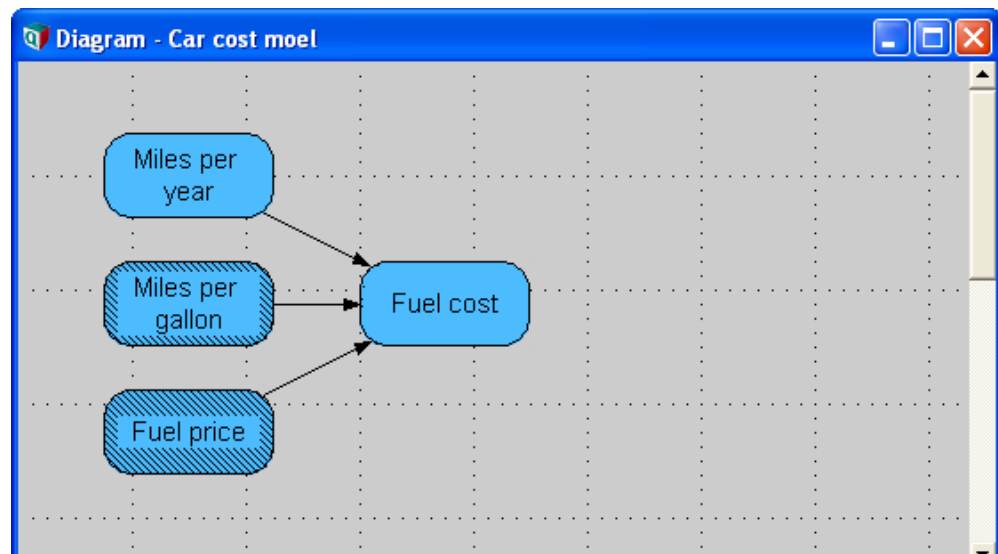 Diagram - Car cost moel
Miles per
year
Miles per
gallon
Fuel cost
Fuel price